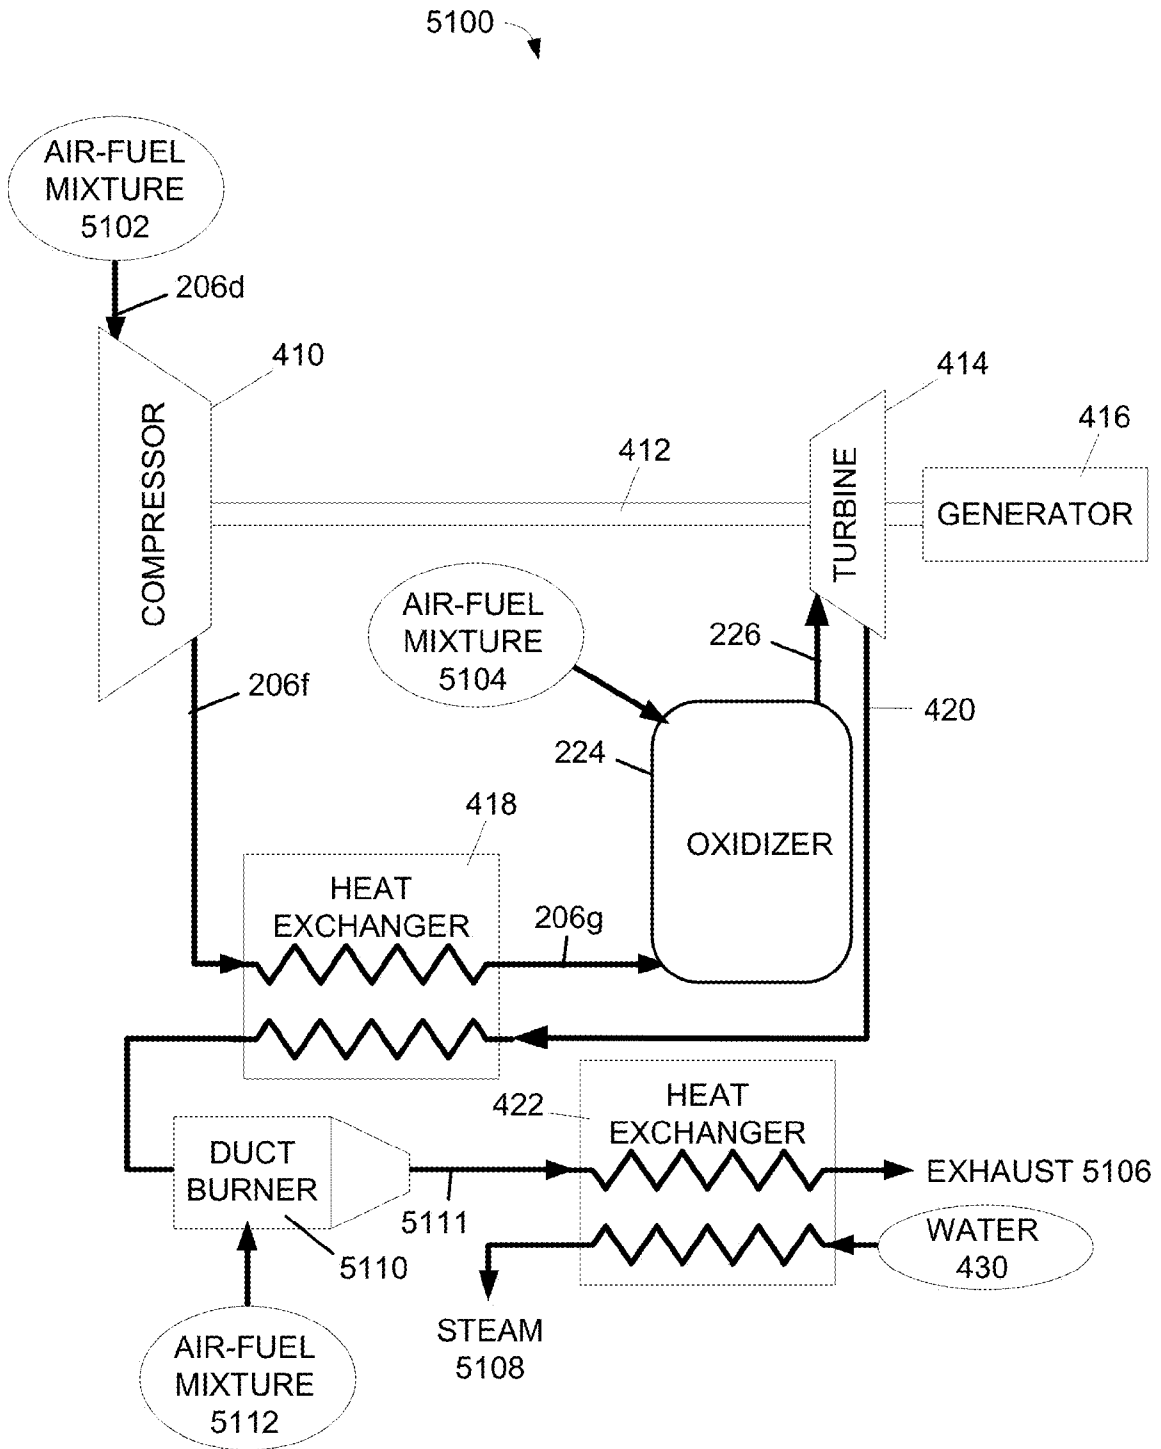 5100
AIR-FUEL
MIXTURE
5102
206d
410
414
416
COMPRESSOR
412
TURBINE
GENERATOR
AIR-FUEL
MIXTURE
5104
226
206f
420
224
418
OXIDIZER
HEAT
EXCHANGER
206g
422
HEAT
EXCHANGER
DUCT
BURNER
5111
EXHAUST 5106
WATER
430
5110
STEAM
5108
AIR-FUEL
MIXTURE
5112